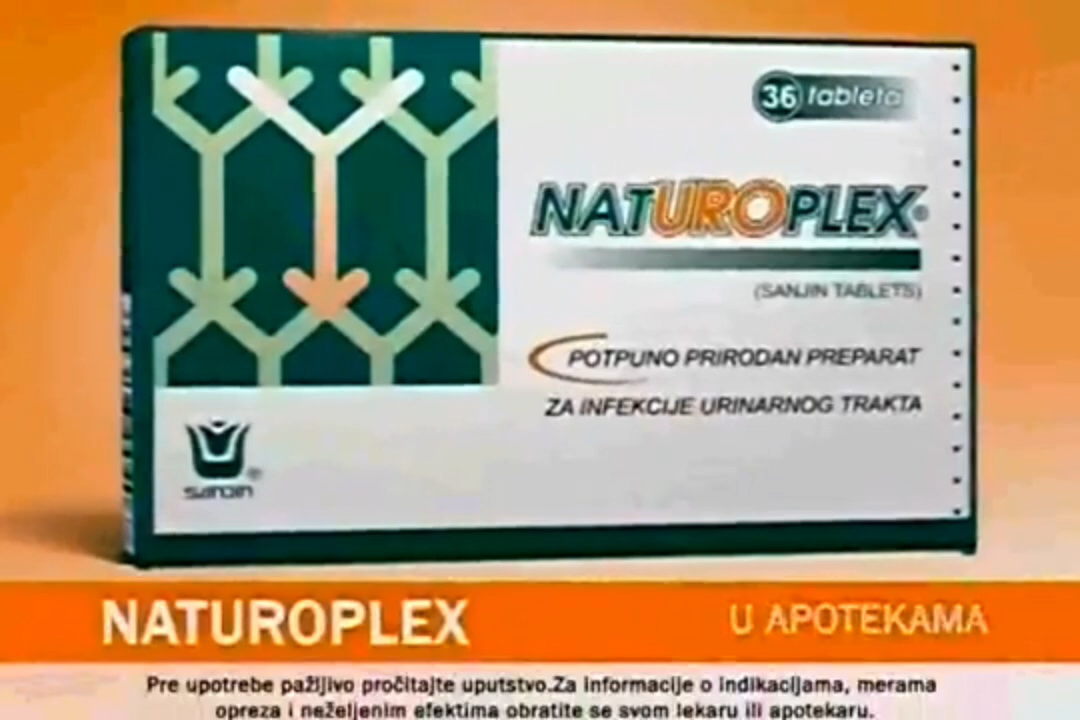 36 tableta
NATUROPLEX®
(SANJIN TABLETS)
POTPUNO PRIRODAN PREPARAT
ZA INFEKCIJE URINARNOG TRAKTA
SANJIN®
NATUROPLEX
U APOTEKAMA
Pre upotrebe pažljivo pročitajte uputstvo.Za informacije o indikacijama, merama
opreza i neželjenim efektima obratite se svom lekaru ili apotekaru.